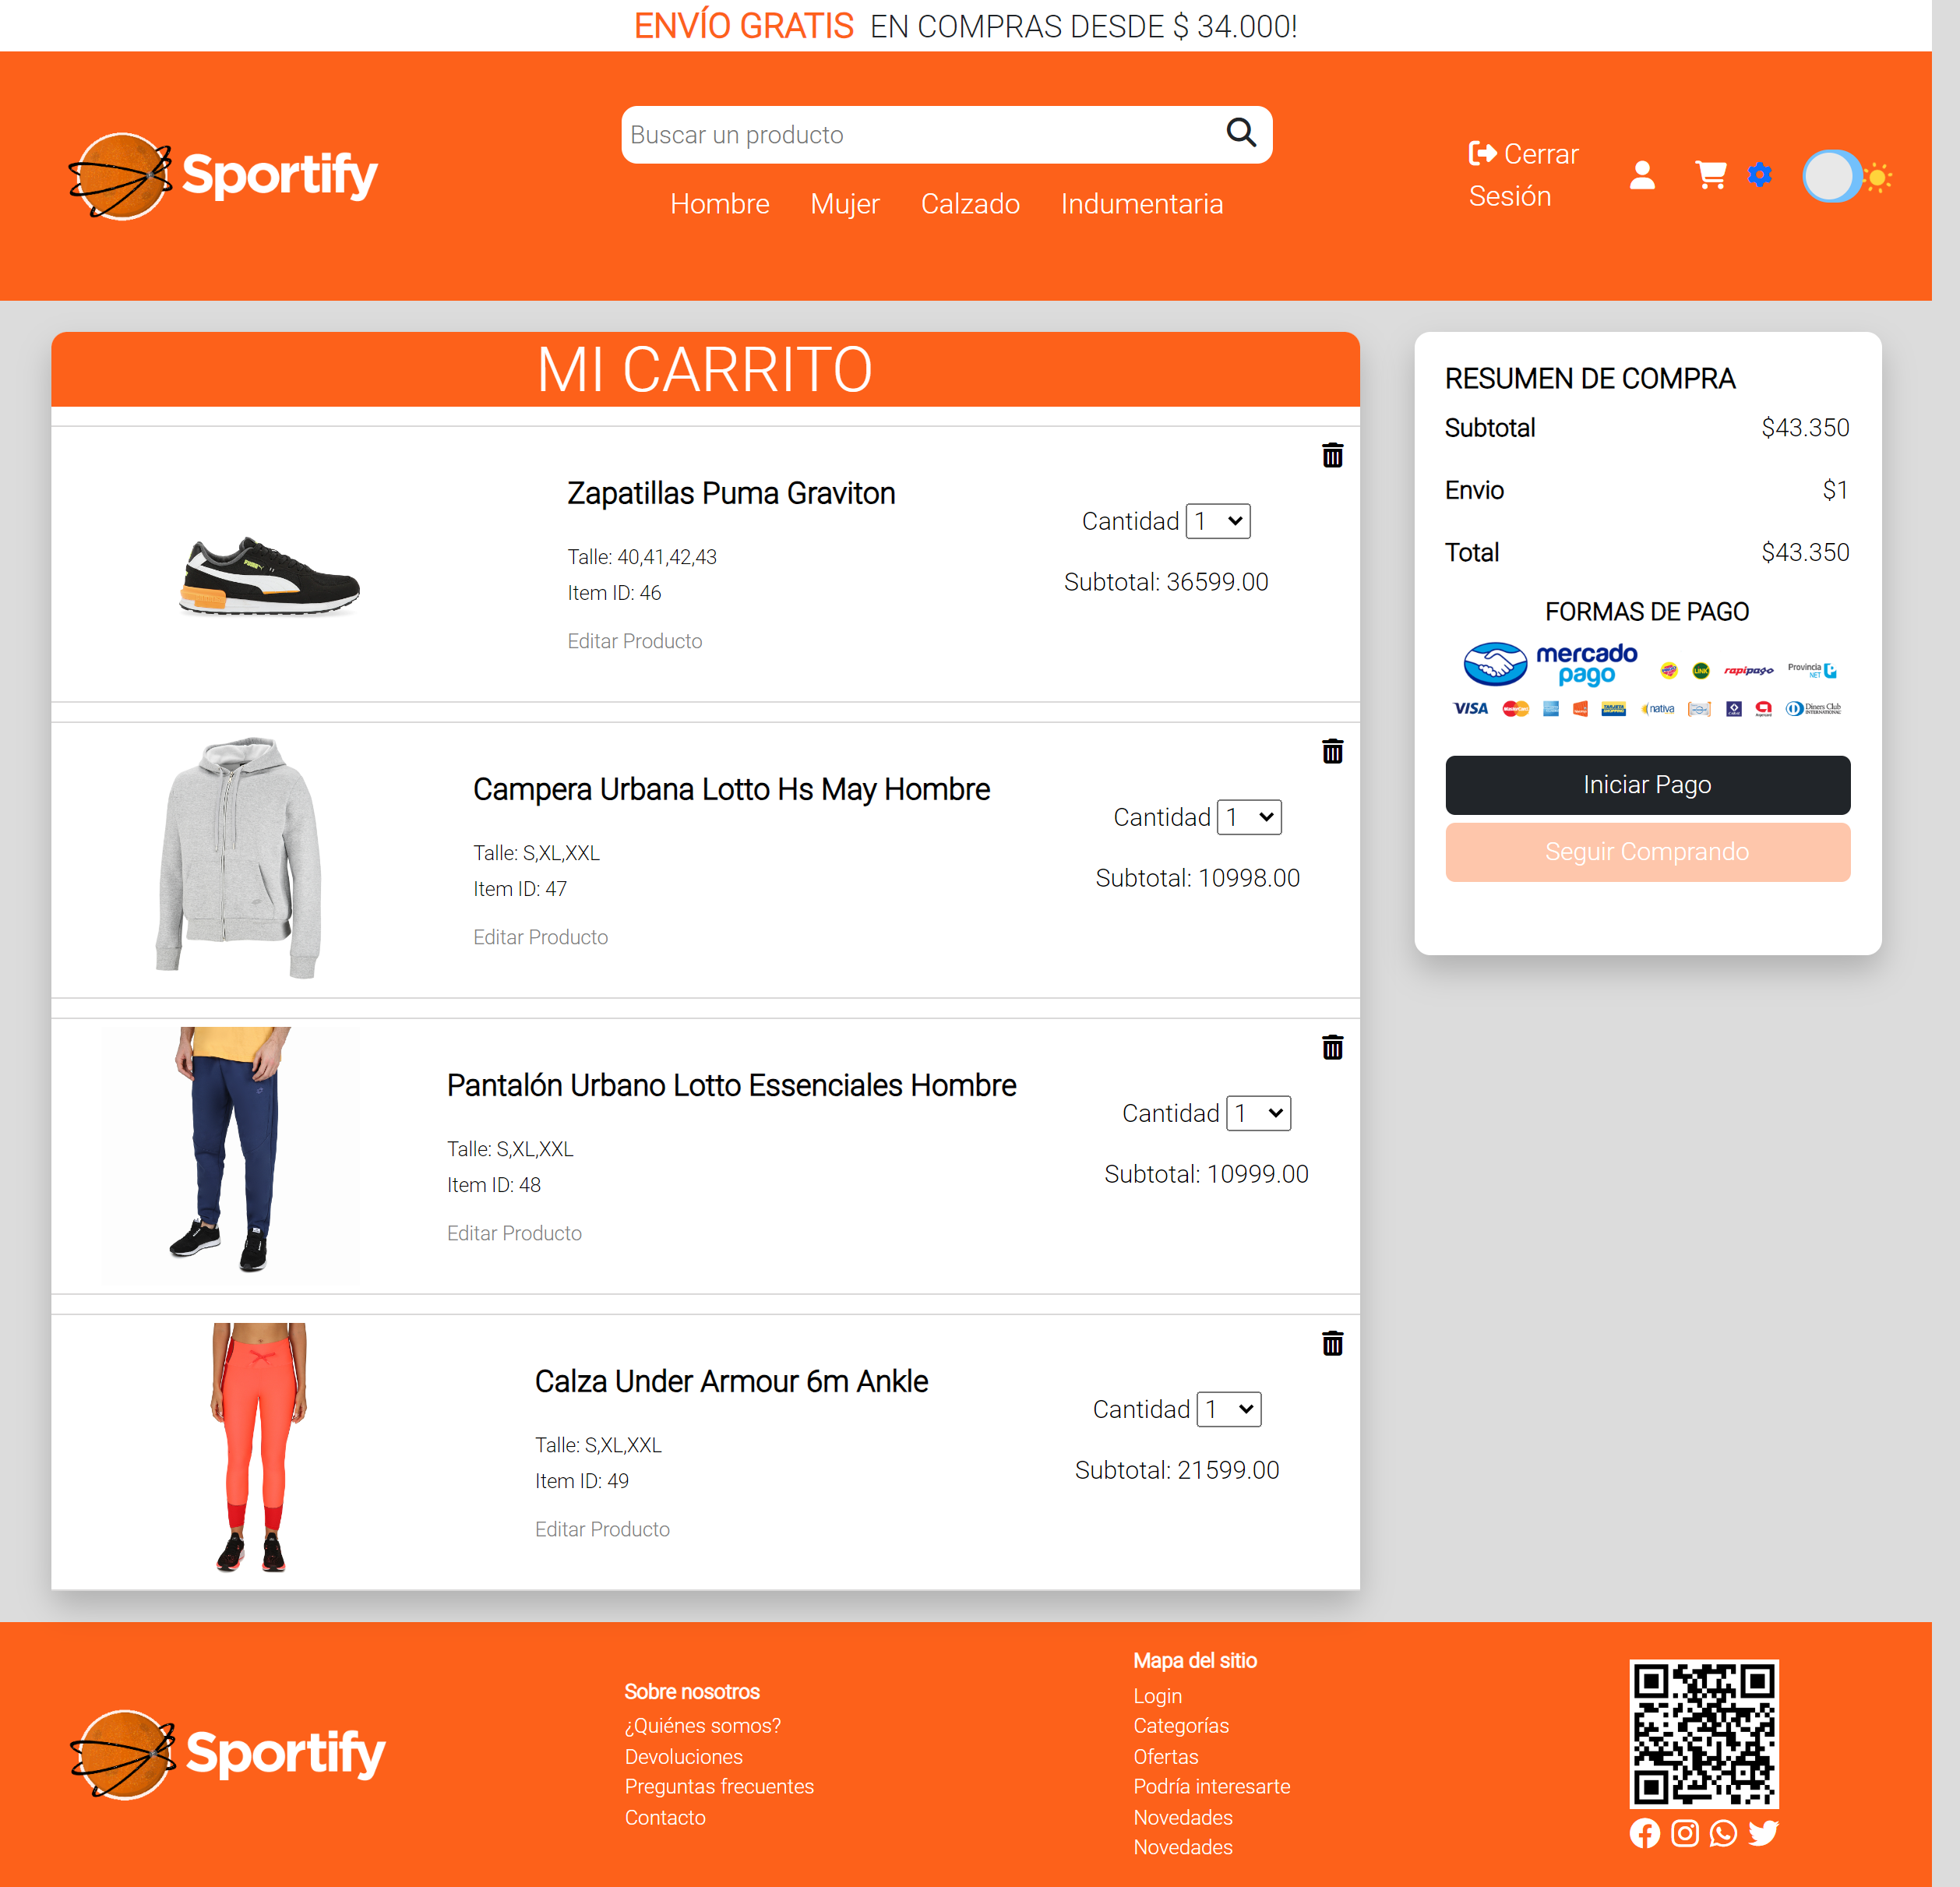 ENVÍO GRATIS EN COMPRAS DESDE $ 34.000!
Sportify
Buscar un producto
Hombre Mujer Calzado Indumentaria
Cerrar
Sesión
MI CARRITO
Zapatillas Puma Graviton
Talle: 40,41,42,43
Item ID: 46
Editar Producto
Cantidad 1
Subtotal: 36599.00
Campera Urbana Lotto Hs May Hombre
Talle: S,XL,XXL
Item ID: 47
Editar Producto
Cantidad 1
Subtotal: 10998.00
Pantalón Urbano Lotto Essenciales Hombre
Talle: S,XL,XXL
Item ID: 48
Editar Producto
Cantidad 1
Subtotal: 10999.00
Calza Under Armour 6m Ankle
Talle: S,XL,XXL
Item ID: 49
Editar Producto
Cantidad 1
Subtotal: 21599.00
RESUMEN DE COMPRA
Subtotal $43.350
Envio $1
Total $43.350
FORMAS DE PAGO
mercado
pago
LINK rapipago Provincia
NET
VISA MasterCard TARJETA nativa Diners Club
SHOPPING INTERNATIONAL
Iniciar Pago
Seguir Comprando
Sportify
Sobre nosotros
¿Quiénes somos?
Devoluciones
Preguntas frecuentes
Contacto
Mapa del sitio
Login
Categorías
Ofertas
Podría interesarte
Novedades
Novedades